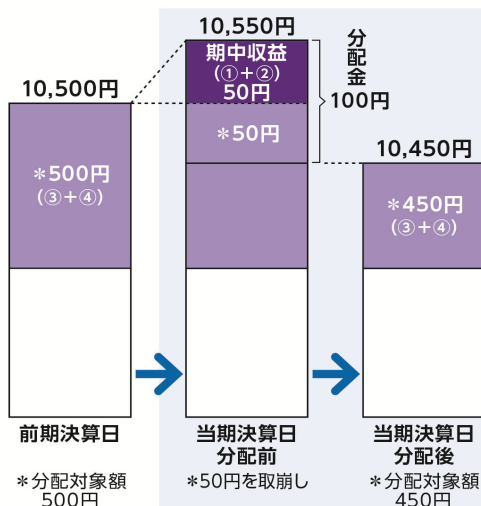 10,500円
*500円
(③+④)
前期決算日
*分配対象額
500円
10,550円
期中収益
(①+②)
50円
*50円
分配金
100円
当期決算日
分配前
*50円を取崩し
10,450円
*450円
(③+④)
当期決算日
分配後
*分配対象額
450円